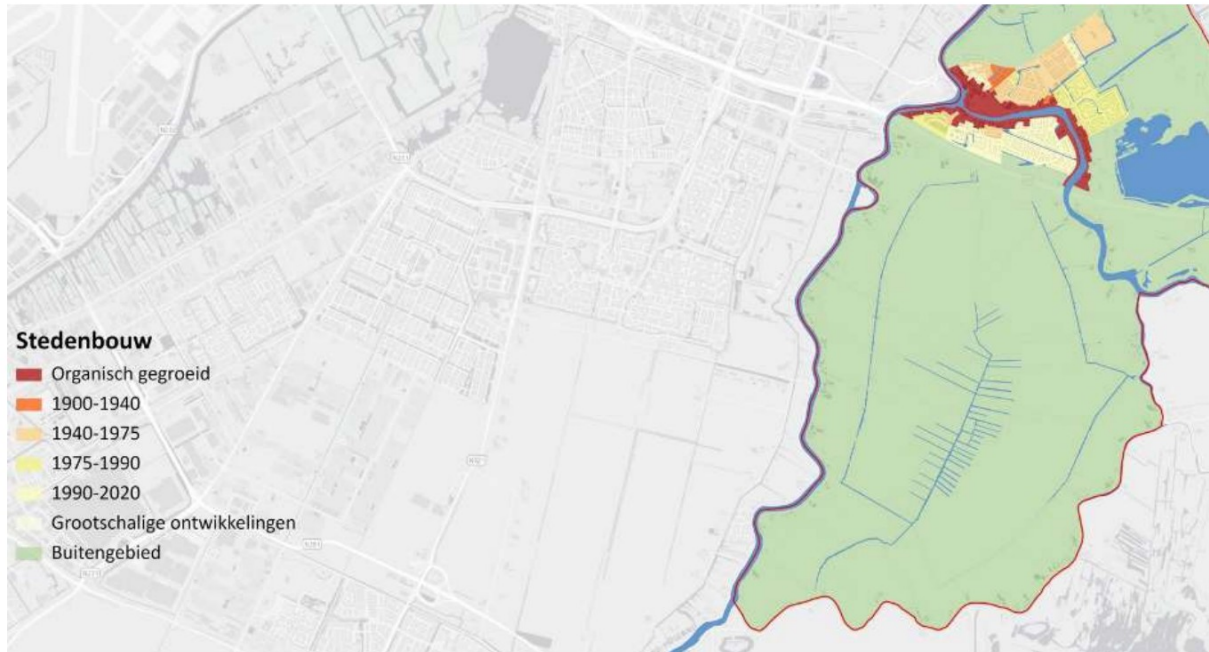 Stedenbouw
Organisch gegroeid
1900-1940
1940-1975
1975-1990
1990-2020
Grootschalige ontwikkelingen
Buitengebied